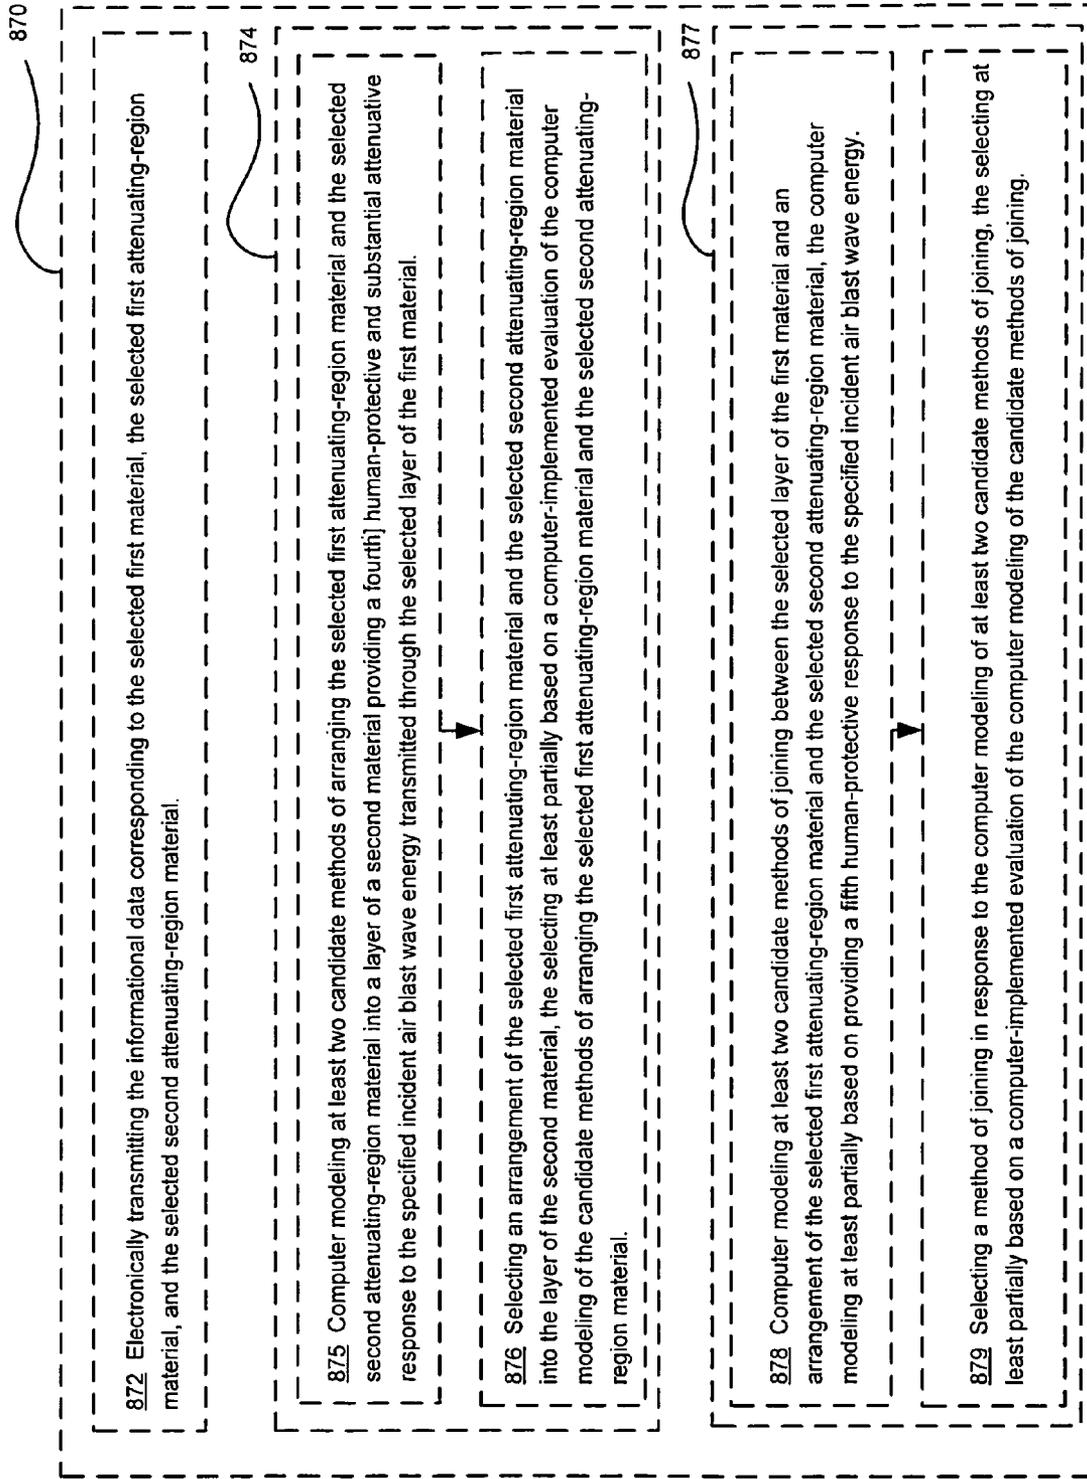 870
872 Electronically transmitting the informational data corresponding to the selected first material, the selected first attenuating-region
material, and the selected second attenuating-region material.
874
875 Computer modeling at least two candidate methods of arranging the selected first attenuating-region material and the selected
second attenuating-region material into a layer of a second material providing a fourth] human-protective and substantial attenuative
response to the specified incident air blast wave energy transmitted through the selected layer of the first material.
876 Selecting an arrangement of the selected first attenuating-region material and the selected second attenuating-region material
into the layer of the second material, the selecting at least partially based on a computer-implemented evaluation of the computer
modeling of the candidate methods of arranging the selected first attenuating-region material and the selected second attenuating-
region material.
877
878 Computer modeling at least two candidate methods of joining between the selected layer of the first material and an
arrangement of the selected first attenuating-region material and the selected second attenuating-region material, the computer
modeling at least partially based on providing a fifth human-protective response to the specified incident air blast wave energy.
879 Selecting a method of joining in response to the computer modeling of at least two candidate methods of joining, the selecting at
least partially based on a computer-implemented evaluation of the computer modeling of the candidate methods of joining.